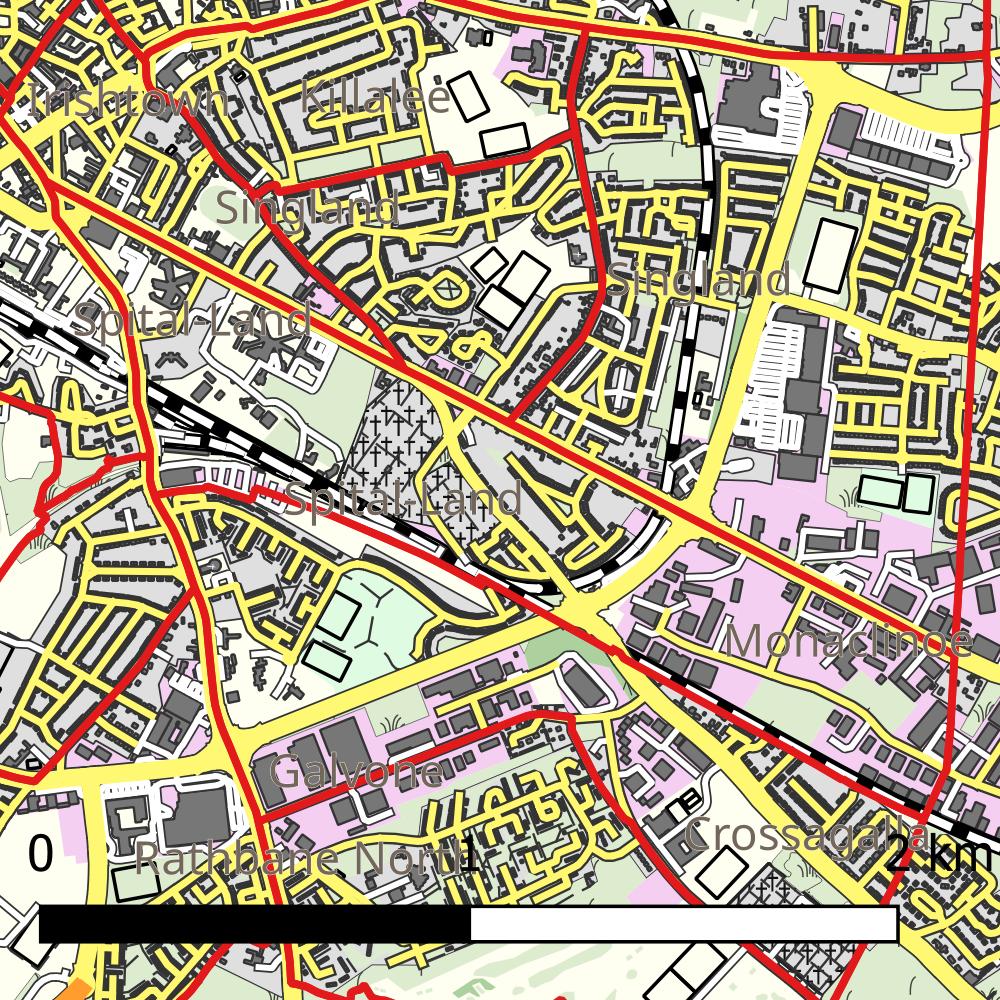 Irishtown
Killalee
Singland
Singland
Spital-Land
Spital-Land
Monaclinoe
Galvone
Crossagalla
Rathbane North
0
1
2 km